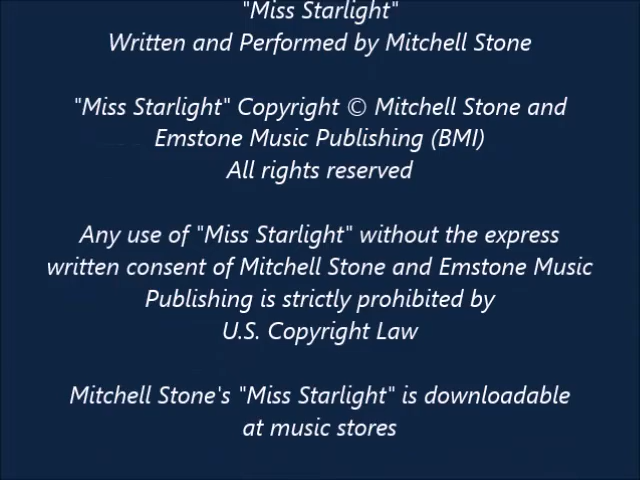 "Miss Starlight"
Written and Performed by Mitchell Stone
"Miss Starlight" Copyright © Mitchell Stone and
Emstone Music Publishing (BMI)
All rights reserved
Any use of "Miss Starlight" without the express
written consent of Mitchell Stone and Emstone Music
Publishing is strictly prohibited by
U.S. Copyright Law
Mitchell Stone's "Miss Starlight" is downloadable
at music stores